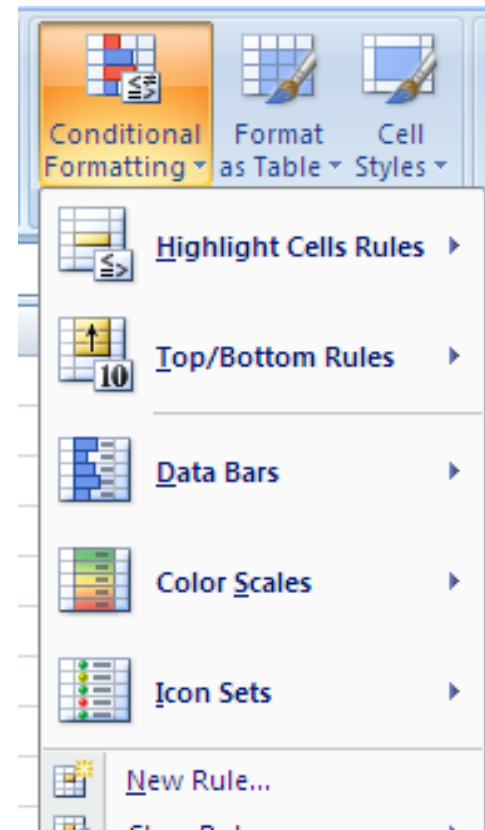 Conditional Formatting
Format as Table
Cell Styles
Highlight Cells Rules
10
Top/Bottom Rules
Data Bars
Color Scales
Icon Sets
New Rule...